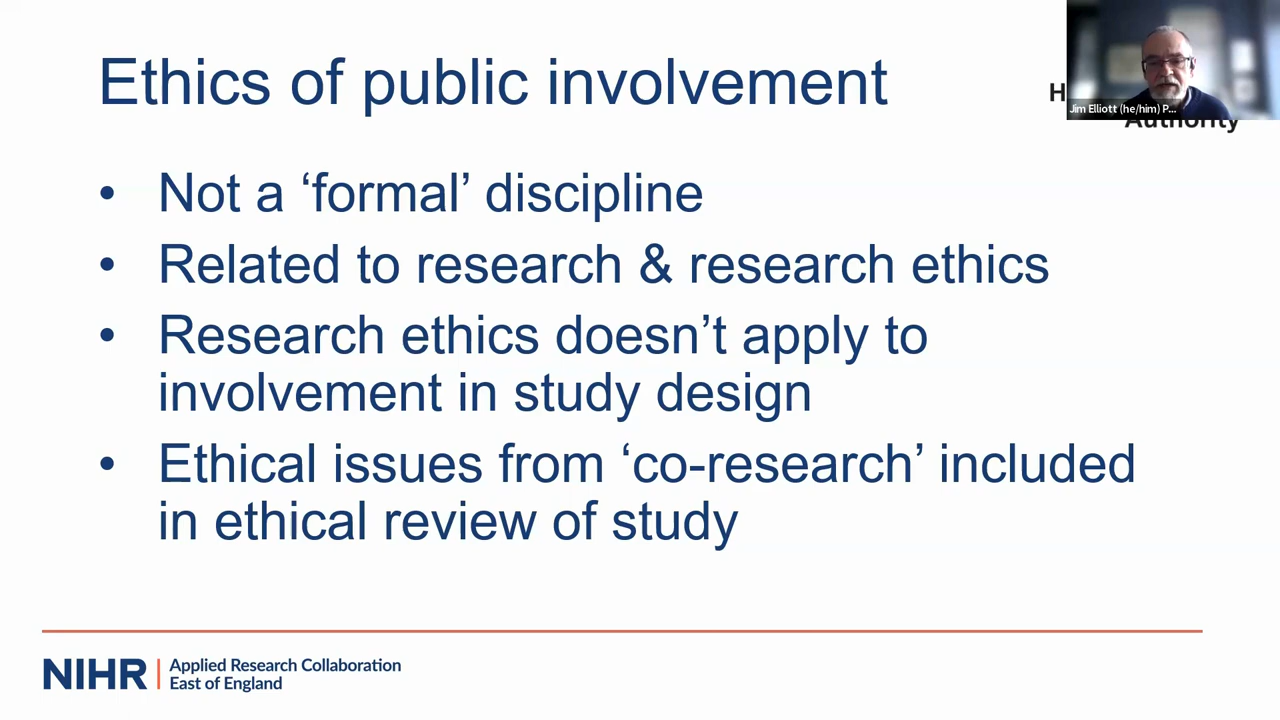 Ethics of public involvement
H
Authority
Jim Elliott (he/him) P...
• Not a ‘formal’ discipline
• Related to research & research ethics
• Research ethics doesn’t apply to
involvement in study design
• Ethical issues from ‘co-research’ included
in ethical review of study
NIHR | Applied Research Collaboration
East of England